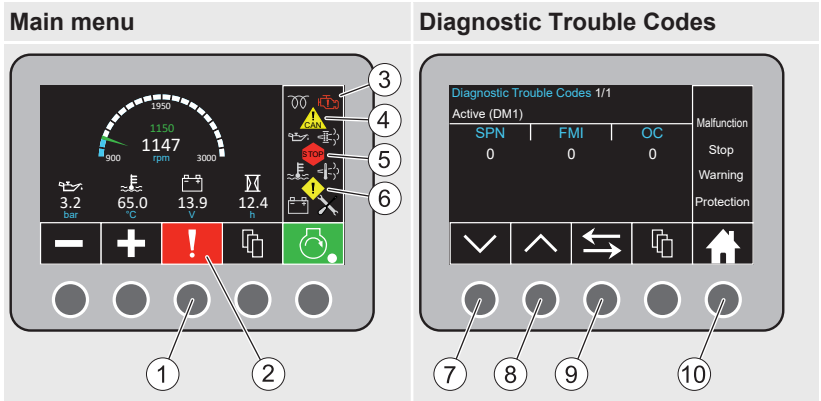 Main menu
Diagnostic Trouble Codes
1950
1150
1147
900 rpm 3000
CAN
STOP
3.2 65.0 13.9 12.4
bar °C V h
3
4
5
6
1
2
Diagnostic Trouble Codes 1/1
Active (DM1)
SPN FMI OC
0 0 0
Malfunction
Stop
Warning
Protection
7
8
9
10